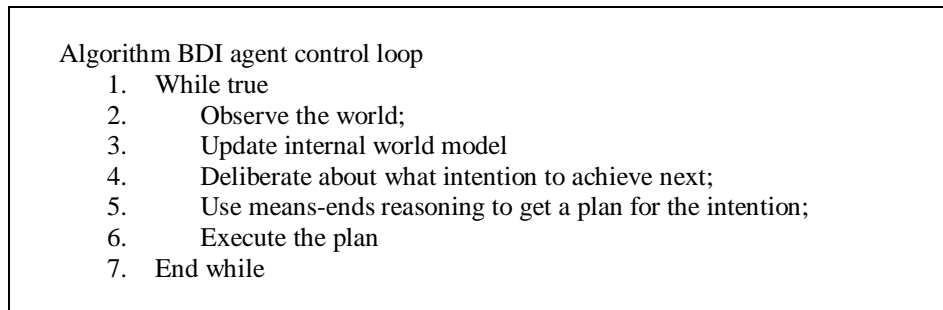 Algorithm BDI agent control loop
1. While true
2. Observe the world;
3. Update internal world model
4. Deliberate about what intention to achieve next;
5. Use means-ends reasoning to get a plan for the intention;
6. Execute the plan
7. End while